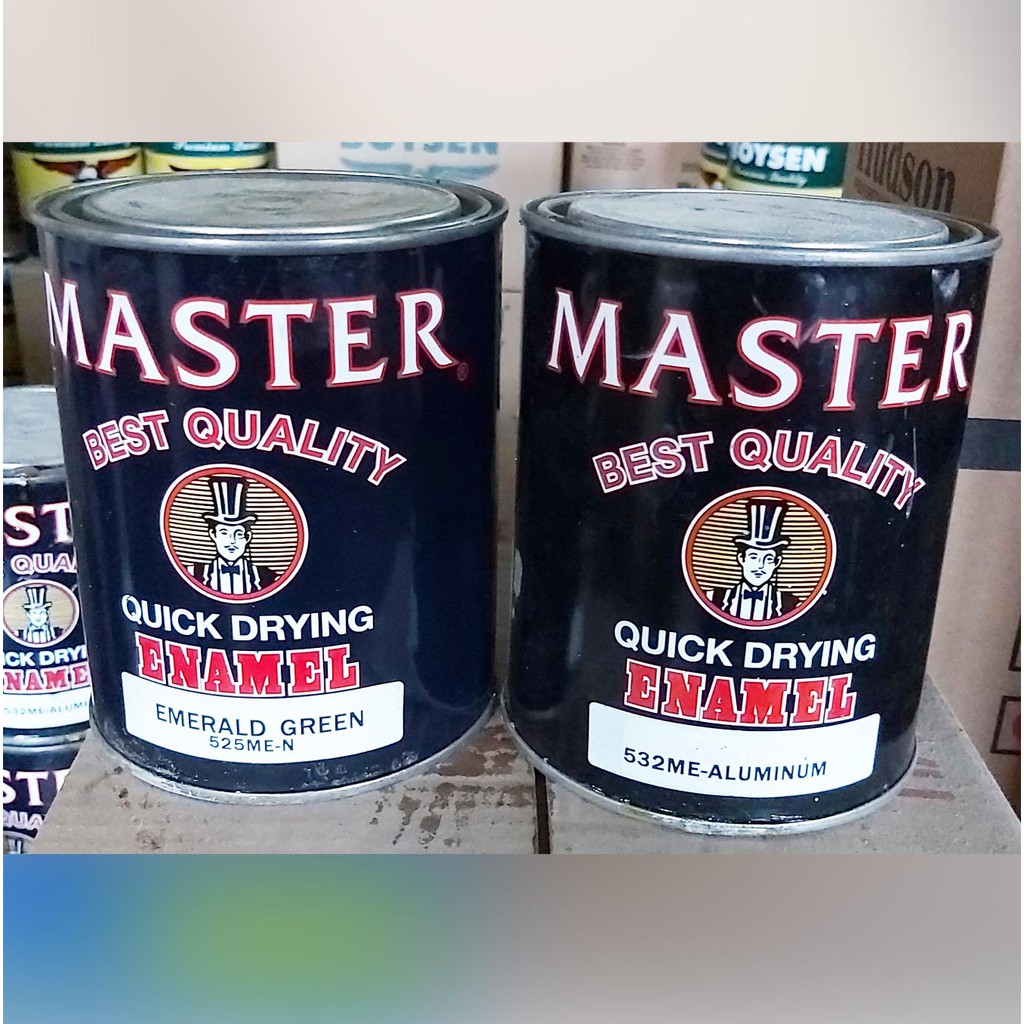 BOYSEN
BOYSEN
hudson
MASTER®
BEST QUALITY
QUICK DRYING
ENAMEL
EMERALD GREEN
525ME-N
MASTER
BEST QUALITY
QUICK DRYING
ENAMEL
532ME-ALUMINUM